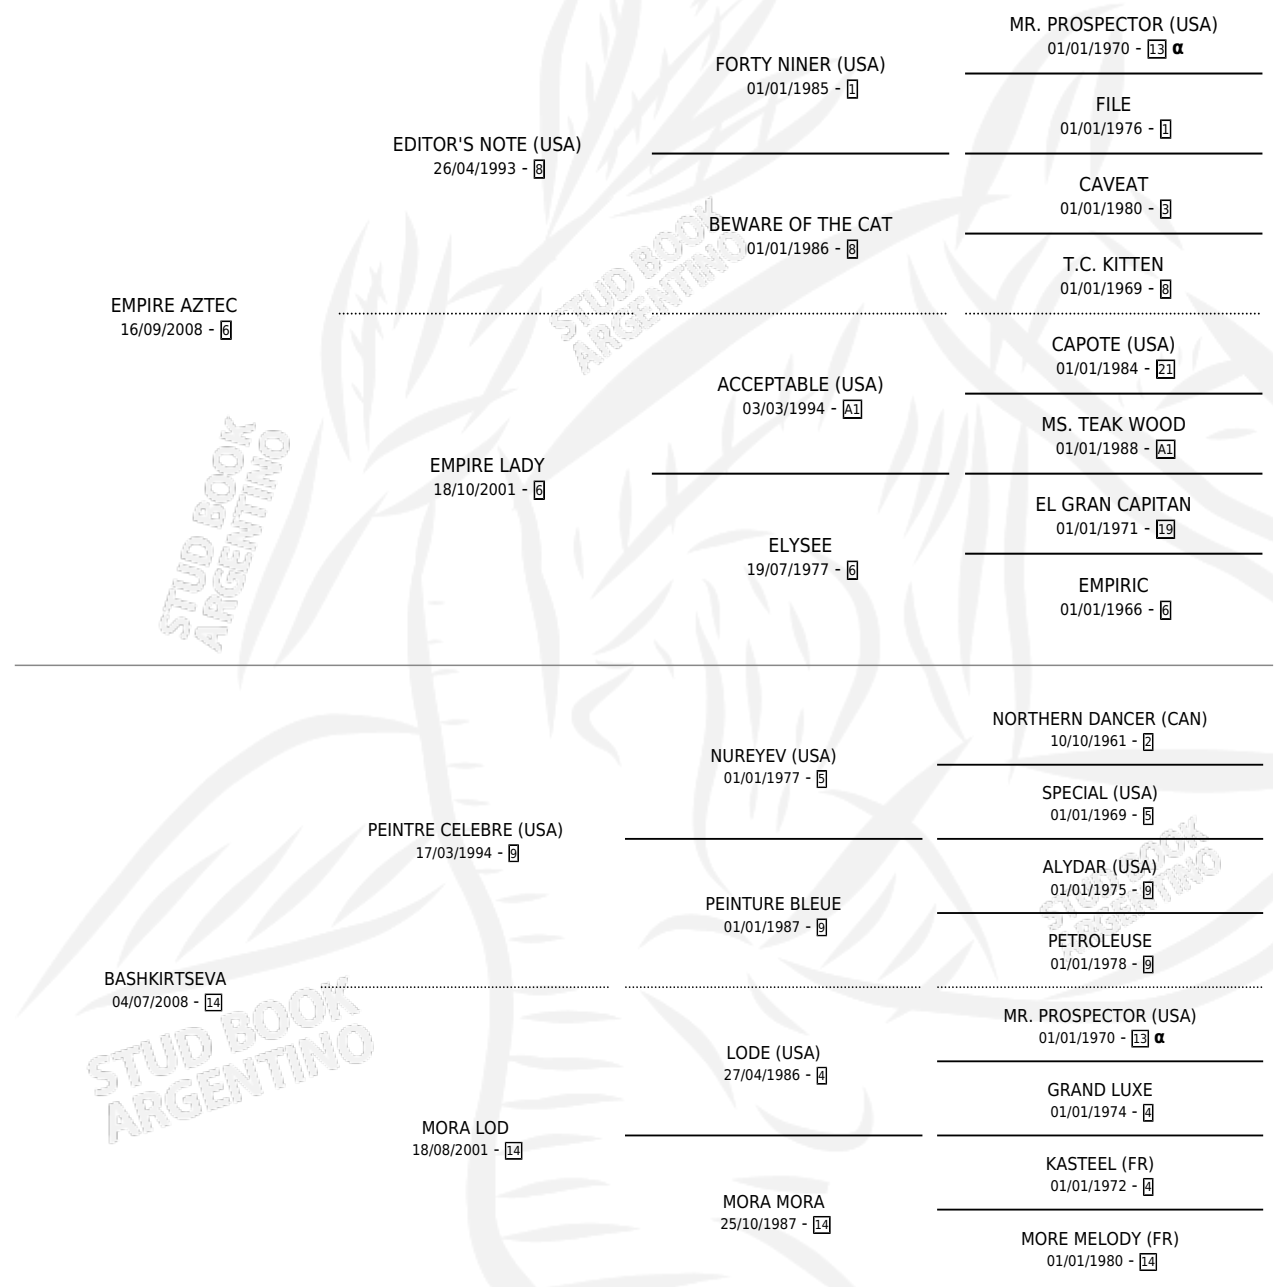 MR. PROSPECTOR (USA)
01/01/1970 - 13 α
FORTY NINER (USA)
01/01/1985 - 1
FILE
01/01/1976 - 1
EDITOR'S NOTE (USA)
26/04/1993 - 8
CAVEAT
01/01/1980 - 3
BEWARE OF THE CAT
01/01/1986 - 8
T.C. KITTEN
01/01/1969 - 8
EMPIRE AZTEC
16/09/2008 - 6
CAPOTE (USA)
01/01/1984 - 21
ACCEPTABLE (USA)
03/03/1994 - A1
MS. TEAK WOOD
01/01/1988 - A1
EMPIRE LADY
18/10/2001 - 6
EL GRAN CAPITAN
01/01/1971 - 19
ELYSEE
19/07/1977 - 6
EMPIRIC
01/01/1966 - 6
NORTHERN DANCER (CAN)
10/10/1961 - 2
NUREYEV (USA)
01/01/1977 - 5
SPECIAL (USA)
01/01/1969 - 5
PEINTRE CELEBRE (USA)
17/03/1994 - 9
ALYDAR (USA)
01/01/1975 - 9
PEINTURE BLEUE
01/01/1987 - 9
PETROLEUSE
01/01/1978 - 9
BASHKIRTSEVA
04/07/2008 - 14
MR. PROSPECTOR (USA)
01/01/1970 - 13 α
LODE (USA)
27/04/1986 - 4
GRAND LUXE
01/01/1974 - 4
MORA LOD
18/08/2001 - 14
KASTEEL (FR)
01/01/1972 - 4
MORA MORA
25/10/1987 - 14
MORE MELODY (FR)
01/01/1980 - 14
STUD BOOK
ARGENTINO
STUD BOOK
ARGENTINO
STUD BOOK
ARGENTINO
STUD BOOK
ARGENTINO